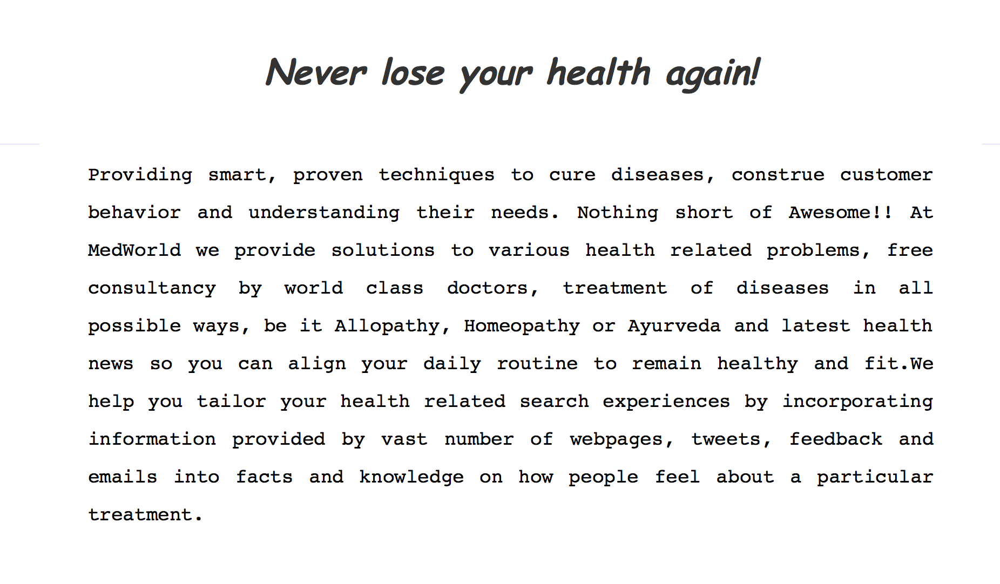 Never lose your health again!
Providing smart, proven techniques to cure diseases, construe customer
behavior and understanding their needs. Nothing short of Awesome!! At
MedWorld we provide solutions to various health related problems, free
consultancy by world class doctors, treatment of diseases in all
possible ways, be it Allopathy, Homeopathy or Ayurveda and latest health
news so you can align your daily routine to remain healthy and fit.We
help you tailor your health related search experiences by incorporating
information provided by vast number of webpages, tweets, feedback and
emails into facts and knowledge on how people feel about a particular
treatment.